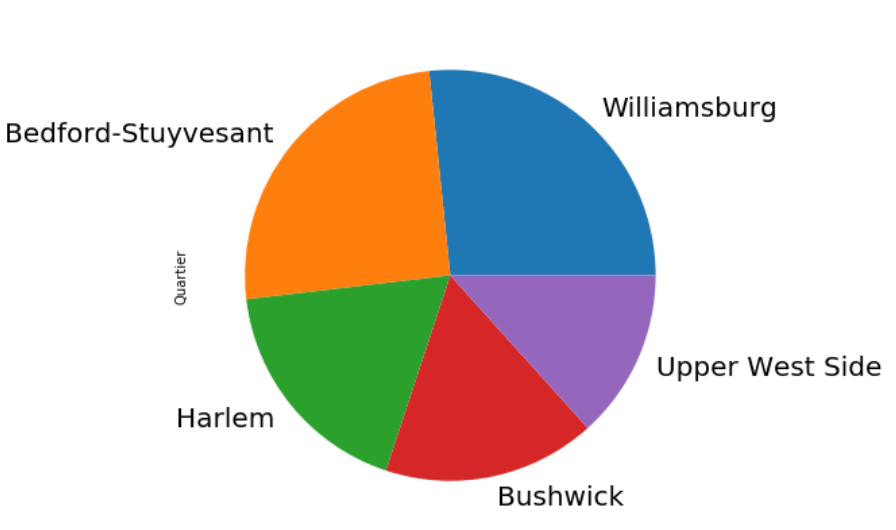 Williamsburg
Bedford-Stuyvesant
Quartier
Upper West Side
Harlem
Bushwick